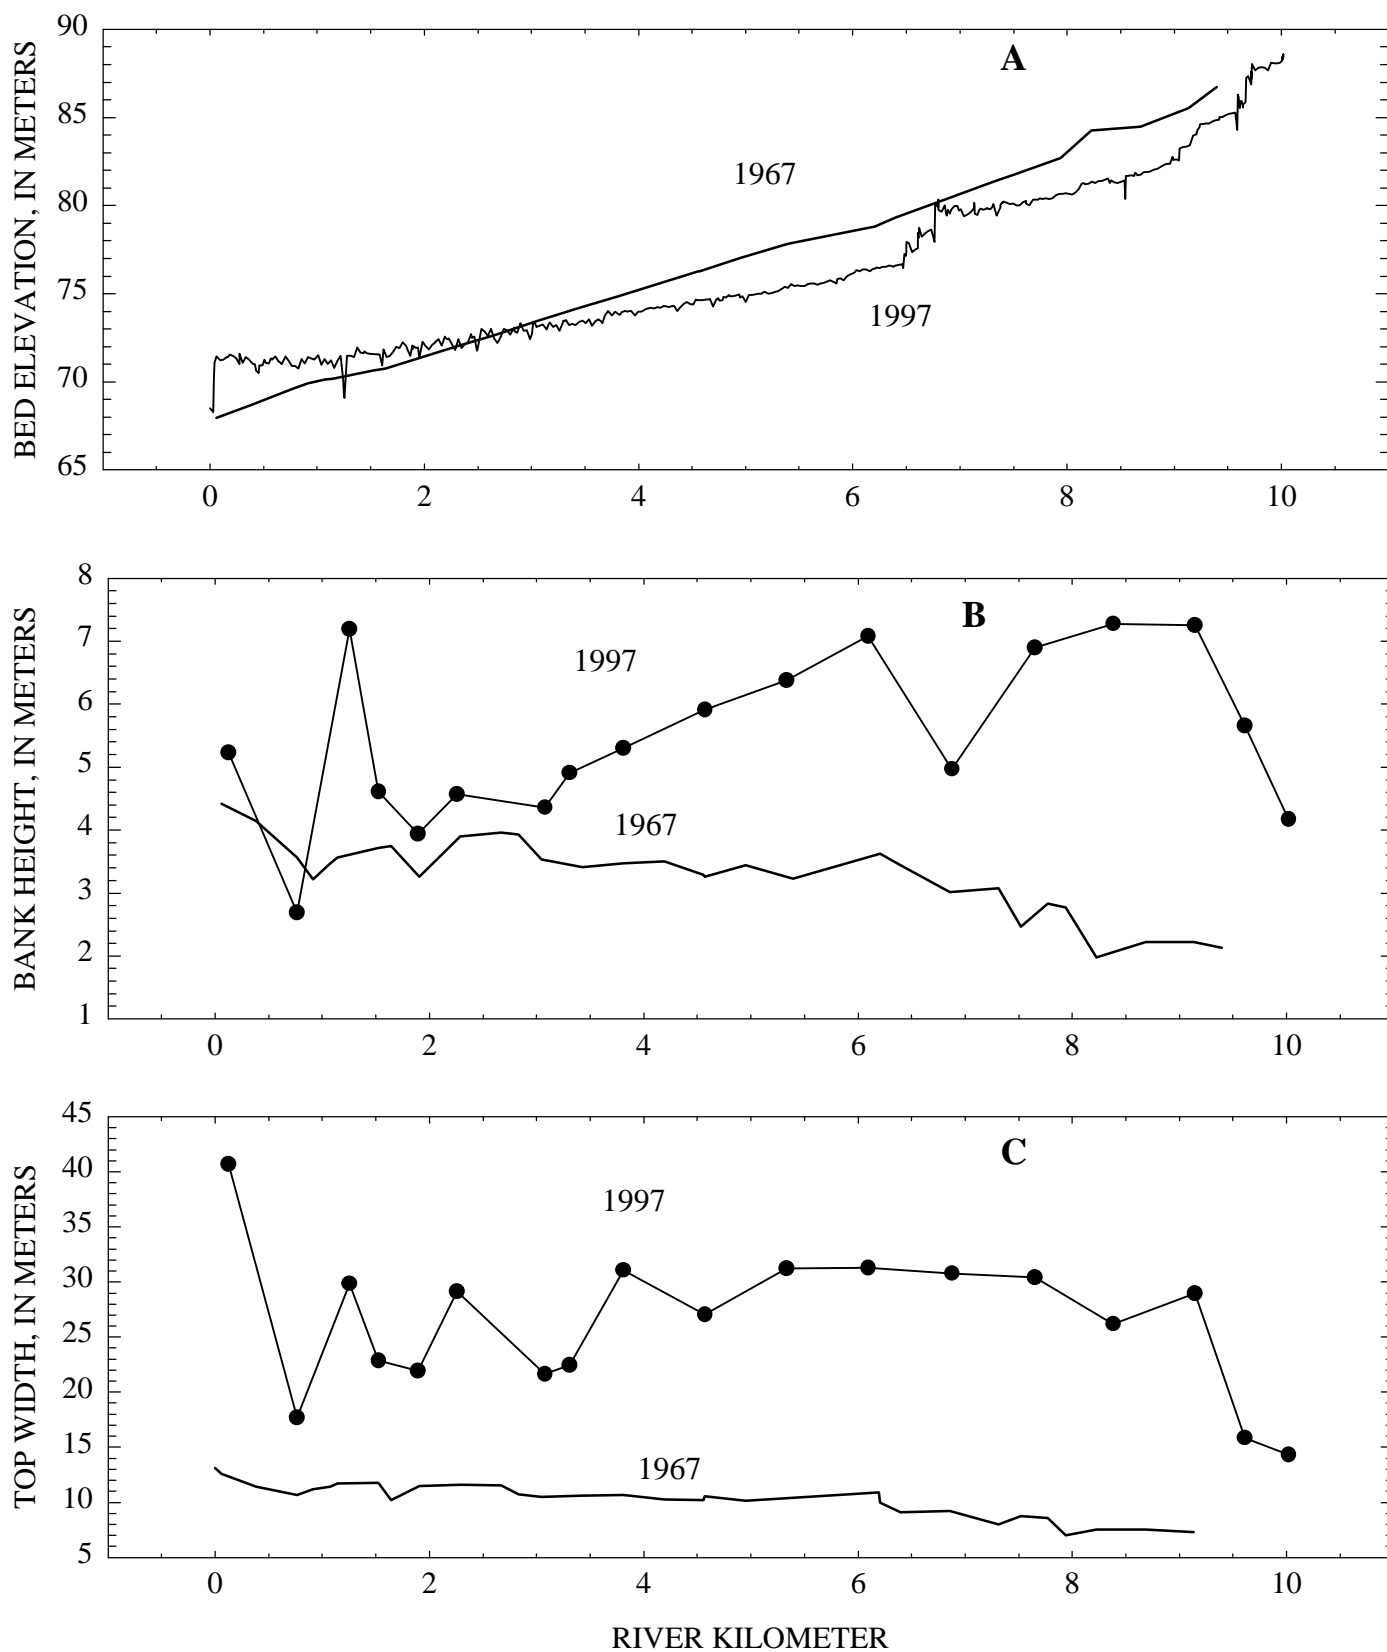 BED ELEVATION, IN METERS
90
85
80
75
70
65
A
1967
1997
0 2 4 6 8 10
BANK HEIGHT, IN METERS
8
7
6
5
4
3
2
1
B
1997
1967
0 2 4 6 8 10
TOP WIDTH, IN METERS
45
40
35
30
25
20
15
10
5
C
1997
1967
0 2 4 6 8 10
RIVER KILOMETER